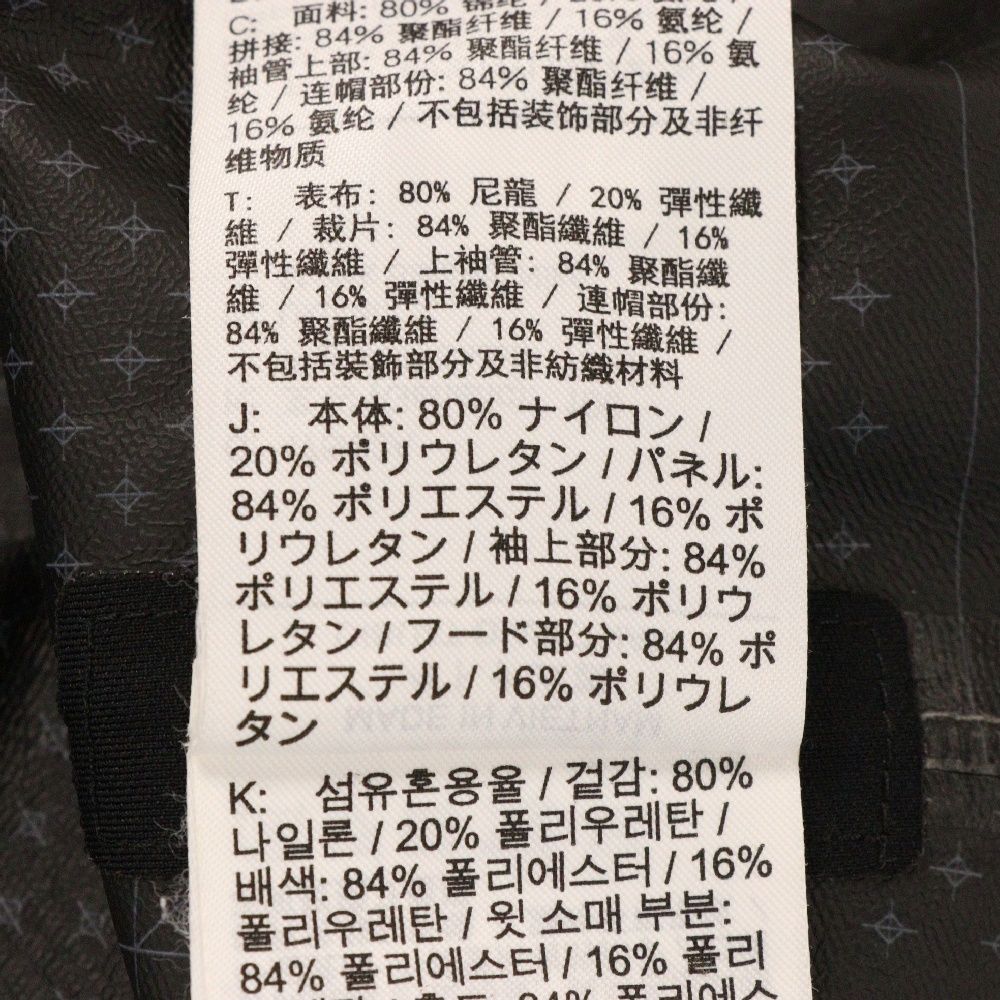 C: 面料: 80% 锦纶 /
拼接: 84% 聚酯纤维 / 16% 氨纶 /
袖管上部: 84% 聚酯纤维 / 16% 氨
纶 / 连帽部份: 84% 聚酯纤维 /
16% 氨纶 / 不包括装饰部分及非纤
维物质
T: 表布: 80% 尼龍 / 20% 彈性纖
維 / 裁片: 84% 聚酯纖維 / 16%
彈性纖維 / 上袖管: 84% 聚酯纖
維 / 16% 彈性纖維 / 連帽部份:
84% 聚酯纖維 / 16% 彈性纖維 /
不包括裝飾部分及非紡織材料
J: 本体: 80% ナイロン /
20% ポリウレタン / パネル:
84% ポリエステル / 16% ポ
リウレタン / 袖上部分: 84%
ポリエステル / 16% ポリウ
レタン / フード部分: 84% ポ
リエステル / 16% ポリウレ
タン
K: 섬유혼용율 / 겉감: 80%
나일론 / 20% 폴리우레탄 /
배색: 84% 폴리에스터 / 16%
폴리우레탄 / 윗 소매 부분:
84% 폴리에스터 / 16% 폴리